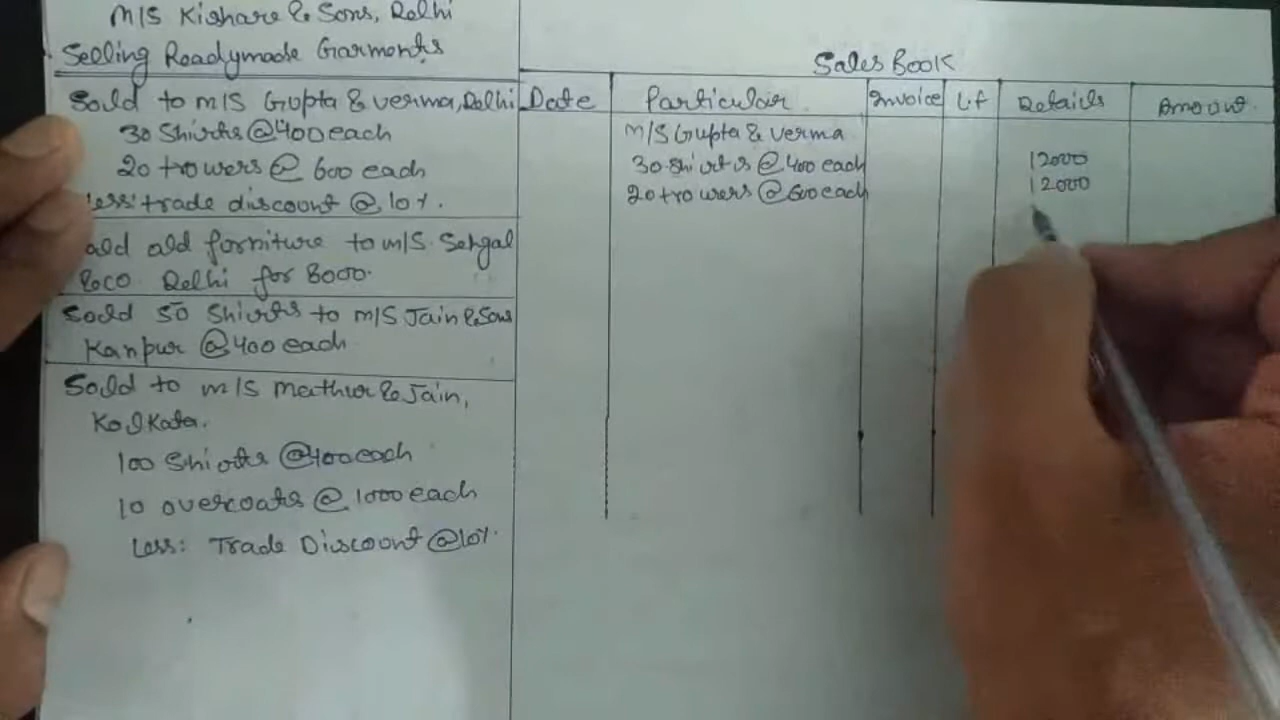 M/S Kishore & Sons, Delhi
Selling Readymade Garments
Sold to M/S Gupta & Verma, Delhi
30 Shirts @ 400 each
20 trowers @ 600 each
Less: trade discount @ 10%.
old furniture to M/S. Sehgal
& Co Delhi for 8000.
Sold 50 Shirts to M/S Jain & Sons
Kanpur @ 400 each
Sold to M/S Mathur & Jain,
Kolkata.
100 Shirts @ 400 each
10 overcoats @ 1000 each
Less: Trade Discount @ 10%.
Sales Book
Date Particular Invoice L.f Details Amount
M/S Gupta & Verma
30 Shirts @ 400 each 12000
20 trowers @ 600 each 12000